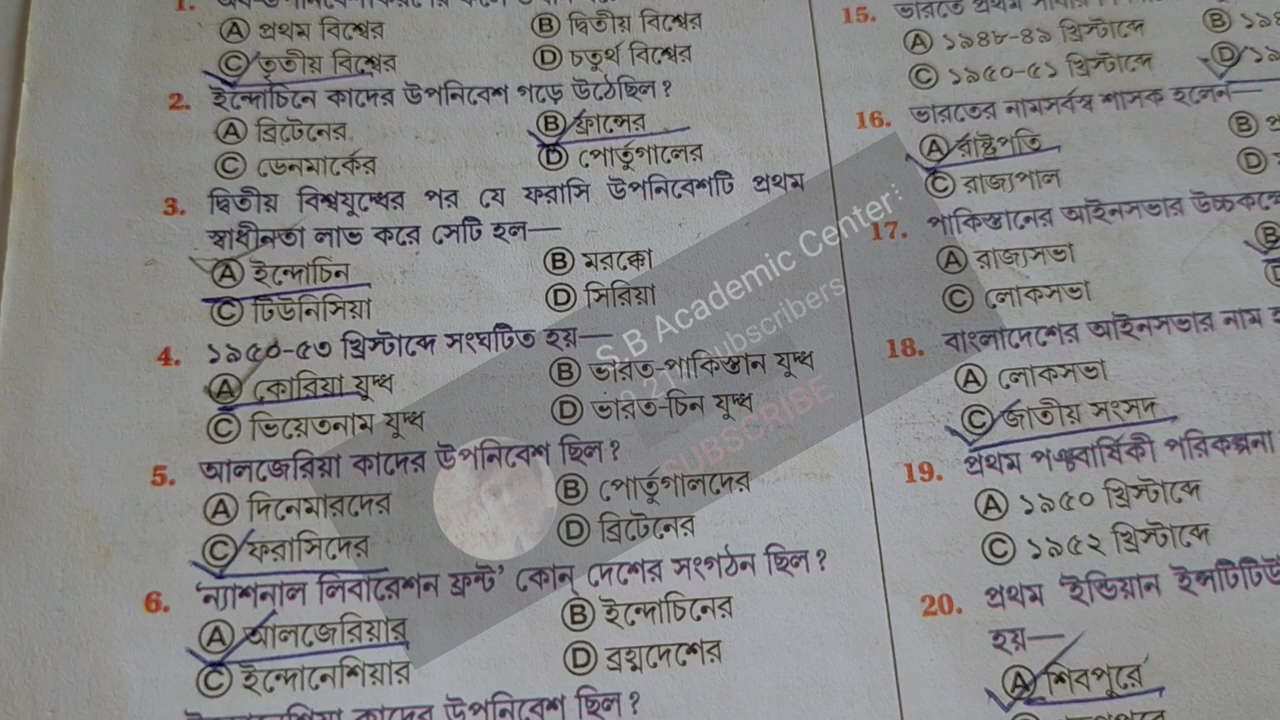 1.
Ⓐ প্রথম বিশ্বের Ⓑ দ্বিতীয় বিশ্বের
Ⓒ তৃতীয় বিশ্বের Ⓓ চতুর্থ বিশ্বের
2. ইন্দোচিনে কাদের উপনিবেশ গড়ে উঠেছিল?
Ⓐ ব্রিটেনের Ⓑ ফ্রান্সের
Ⓒ ডেনমার্কের Ⓓ পোর্তুগালের
3. দ্বিতীয় বিশ্বযুদ্ধের পর যে ফরাসি উপনিবেশটি প্রথম
স্বাধীনতা লাভ করে সেটি হল—
Ⓐ ইন্দোচিন Ⓑ মরক্কো
Ⓒ টিউনিসিয়া Ⓓ সিরিয়া
4. ১৯৫০-৫৩ খ্রিস্টাব্দে সংঘটিত হয়—
Ⓐ কোরিয়া যুদ্ধ Ⓑ ভারত-পাকিস্তান যুদ্ধ
Ⓒ ভিয়েতনাম যুদ্ধ Ⓓ ভারত-চিন যুদ্ধ
5. আলজেরিয়া কাদের উপনিবেশ ছিল?
Ⓐ দিনেমারদের Ⓑ পোর্তুগালদের
Ⓒ ফরাসিদের Ⓓ ব্রিটেনের
6. ‘ন্যাশনাল লিবারেশন ফ্রন্ট’ কোন্ দেশের সংগঠন ছিল?
Ⓐ আলজেরিয়ার Ⓑ ইন্দোচিনের
Ⓒ ইন্দোনেশিয়ার Ⓓ ব্রহ্মদেশের
কাদের উপনিবেশ ছিল?
15. ভারতে প্রথম
Ⓐ ১৯৪৮-৪৯ খ্রিস্টাব্দে Ⓑ
Ⓒ ১৯৫০-৫১ খ্রিস্টাব্দে Ⓓ
16. ভারতের নামসর্বস্ব শাসক হলেন—
Ⓐ রাষ্ট্রপতি Ⓑ
Ⓒ রাজ্যপাল Ⓓ
17. পাকিস্তানের আইনসভার উচ্চকক্ষে
Ⓐ রাজ্যসভা Ⓑ
Ⓒ লোকসভা
18. বাংলাদেশের আইনসভার নাম
Ⓐ লোকসভা
Ⓒ জাতীয় সংসদ
19. প্রথম পঞ্চবার্ষিকী পরিকল্পনা
Ⓐ ১৯৫০ খ্রিস্টাব্দে
Ⓒ ১৯৫২ খ্রিস্টাব্দে
20. প্রথম ইন্ডিয়ান
হয়—
Ⓐ শিবপুরে
S.B Academic Center:
subscribers
SUBSCRIBE